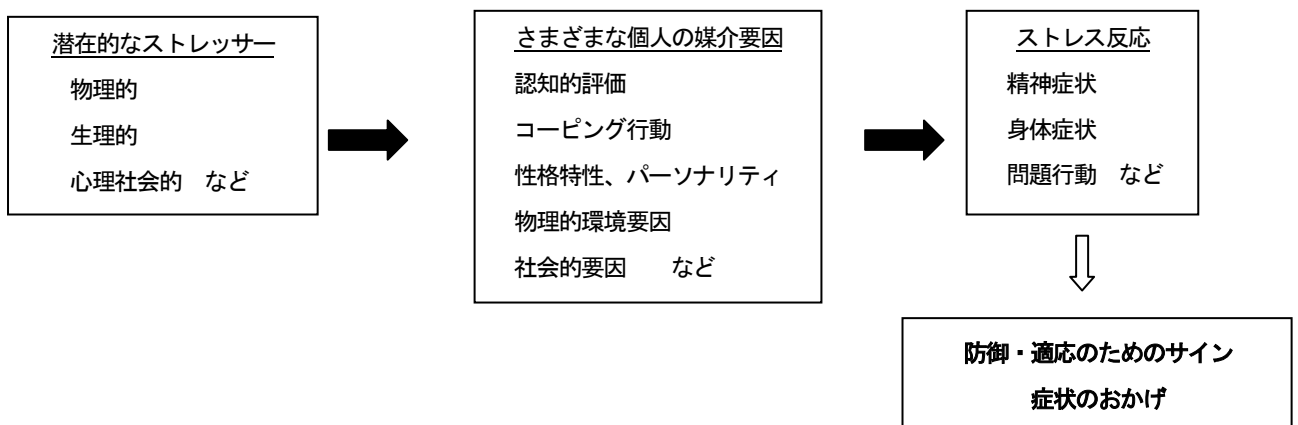 潜在的なストレッサー
物理的
生理的
心理社会的　など
さまざまな個人の媒介要因
認知的評価
コーピング行動
性格特性、パーソナリティ
物理的環境要因
社会的要因　　など
ストレス反応
精神症状
身体症状
問題行動　など
防御・適応のためのサイン
症状のおかげ